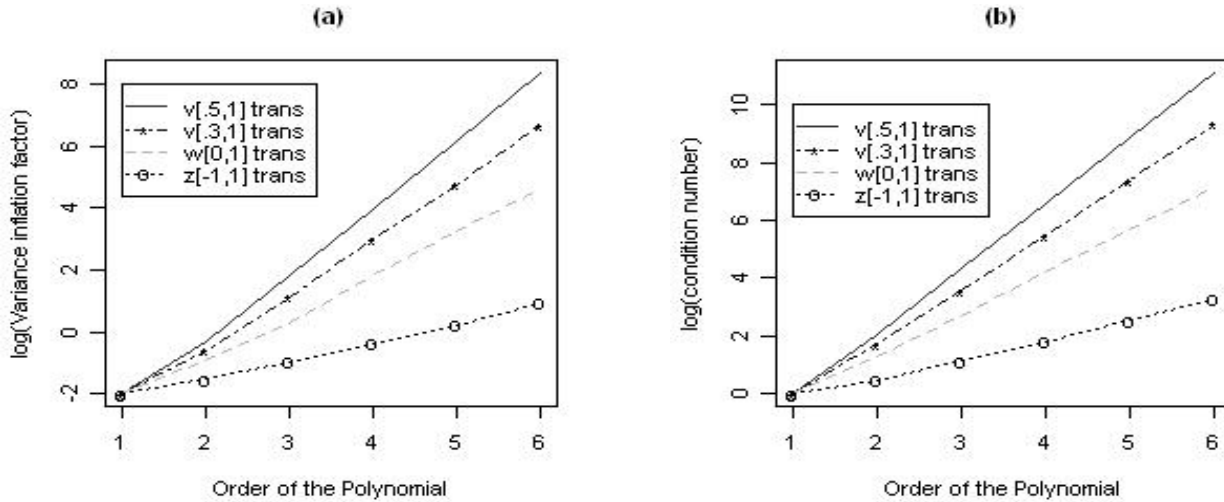 (a)
log(Variance inflation factor)
8
6
4
2
0
-2
v[.5,1] trans
v[.3,1] trans
w[0,1] trans
z[-1,1] trans
1 2 3 4 5 6
Order of the Polynomial
(b)
log(condition number)
10
8
6
4
2
0
v[.5,1] trans
v[.3,1] trans
w[0,1] trans
z[-1,1] trans
1 2 3 4 5 6
Order of the Polynomial